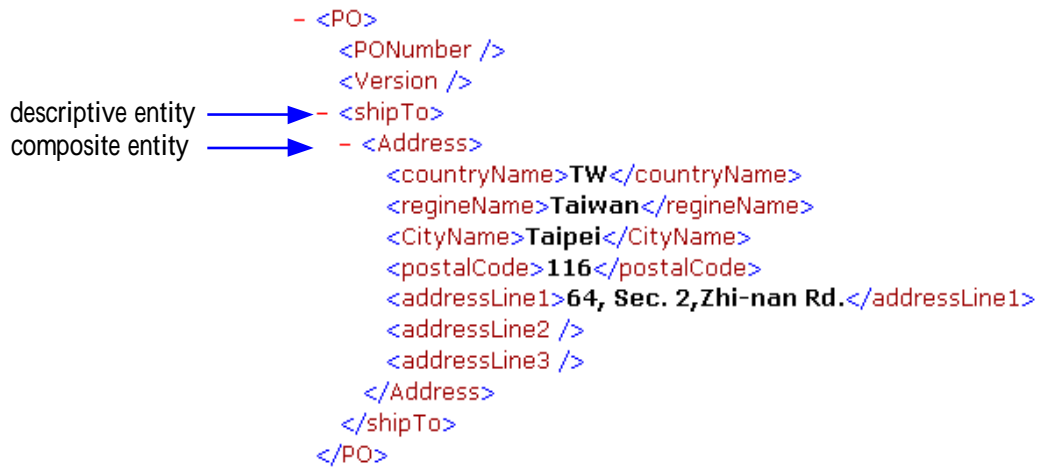 - <PO>
<PONumber />
<Version />
descriptive entity - <shipTo>
composite entity - <Address>
<countryName>TW</countryName>
<regineName>Taiwan</regineName>
<CityName>Taipei</CityName>
<postalCode>116</postalCode>
<addressLine1>64, Sec. 2,Zhi-nan Rd.</addressLine1>
<addressLine2 />
<addressLine3 />
</Address>
</shipTo>
</PO>